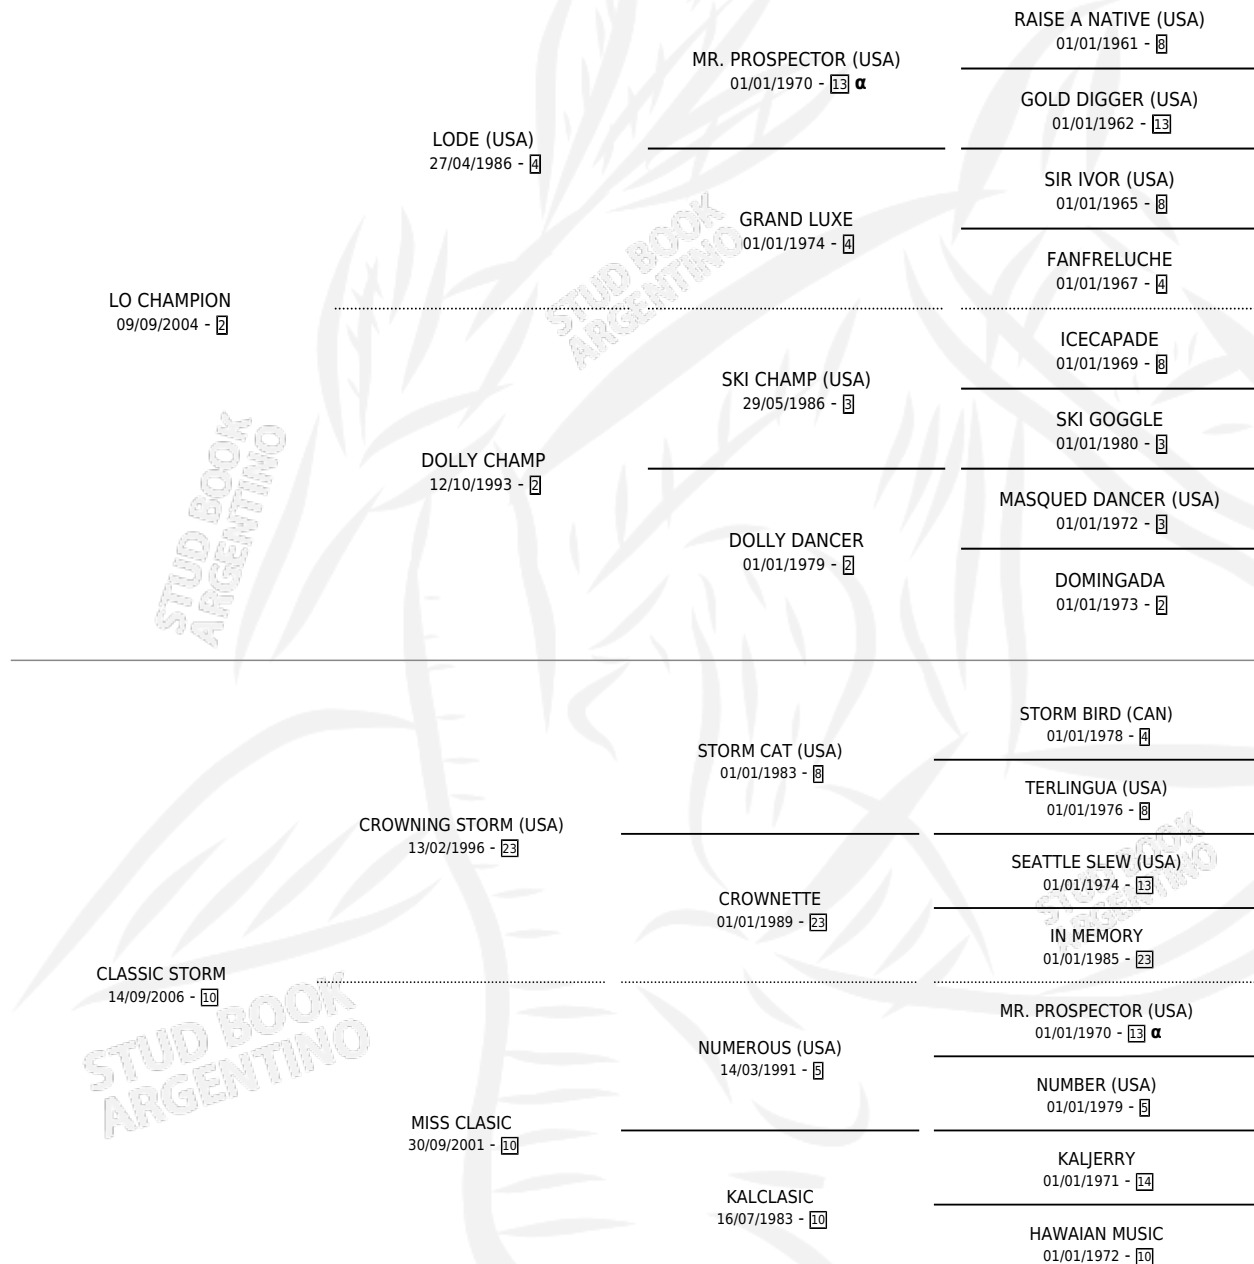 RAISE A NATIVE (USA)
01/01/1961 - 8
MR. PROSPECTOR (USA)
01/01/1970 - 13 α
GOLD DIGGER (USA)
01/01/1962 - 13
LODE (USA)
27/04/1986 - 4
SIR IVOR (USA)
01/01/1965 - 8
GRAND LUXE
01/01/1974 - 4
FANFRELUCHE
01/01/1967 - 4
LO CHAMPION
09/09/2004 - 2
ICECAPADE
01/01/1969 - 8
SKI CHAMP (USA)
29/05/1986 - 3
SKI GOGGLE
01/01/1980 - 3
DOLLY CHAMP
12/10/1993 - 2
MASQUED DANCER (USA)
01/01/1972 - 3
DOLLY DANCER
01/01/1979 - 2
DOMINGADA
01/01/1973 - 2
STUD BOOK
ARGENTINO
STUD BOOK
ARGENTINO
STORM BIRD (CAN)
01/01/1978 - 4
STORM CAT (USA)
01/01/1983 - 8
TERLINGUA (USA)
01/01/1976 - 8
CROWNING STORM (USA)
13/02/1996 - 23
SEATTLE SLEW (USA)
01/01/1974 - 13
CROWNETTE
01/01/1989 - 23
IN MEMORY
01/01/1985 - 23
STUD BOOK
ARGENTINO
CLASSIC STORM
14/09/2006 - 10
MR. PROSPECTOR (USA)
01/01/1970 - 13 α
NUMEROUS (USA)
14/03/1991 - 5
NUMBER (USA)
01/01/1979 - 5
MISS CLASIC
30/09/2001 - 10
KALJERRY
01/01/1971 - 14
KALCLASIC
16/07/1983 - 10
HAWAIAN MUSIC
01/01/1972 - 10
STUD BOOK
ARGENTINO